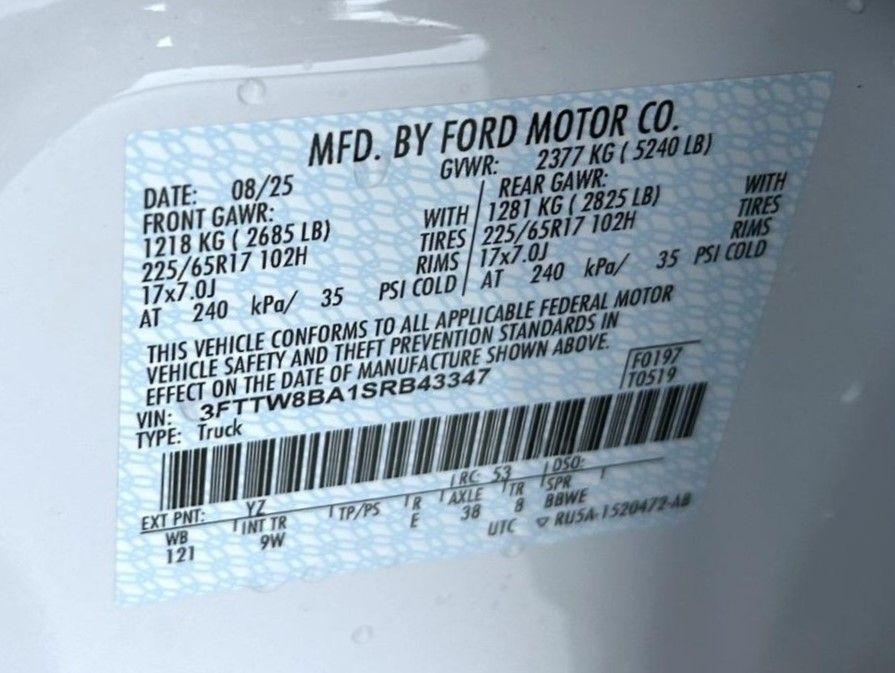 MFD. BY FORD MOTOR CO.
DATE: 08/25 GVWR: 2377 KG ( 5240 LB)
FRONT GAWR: REAR GAWR:
1218 KG ( 2685 LB) WITH 1281 KG ( 2825 LB) WITH
225/65R17 102H TIRES 225/65R17 102H TIRES
17x7.0J RIMS 17x7.0J RIMS
AT 240 kPa/ 35 PSI COLD AT 240 kPa/ 35 PSI COLD
THIS VEHICLE CONFORMS TO ALL APPLICABLE FEDERAL MOTOR
VEHICLE SAFETY AND THEFT PREVENTION STANDARDS IN
EFFECT ON THE DATE OF MANUFACTURE SHOWN ABOVE.
VIN: 3FTTW8BA1SRB43347 F0197
TYPE: Truck T0519
EXT PNT: YZ RC: 53 DSO:
WB INT TR TP/PS R AXLE TR SPR
121 9W E 38 8 BBWE
UTC ▽ RU5A-1520472-AB